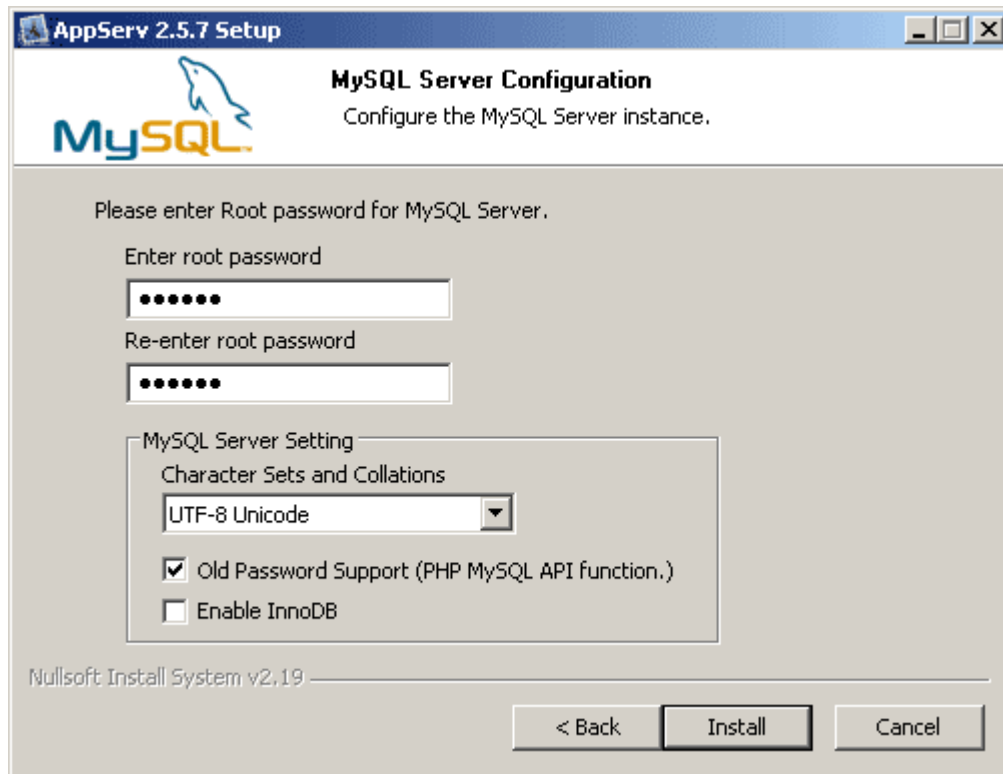 AppServ 2.5.7 Setup
MySQL
MySQL Server Configuration
Configure the MySQL Server instance.
Please enter Root password for MySQL Server.
Enter root password
••••••
Re-enter root password
••••••
MySQL Server Setting
Character Sets and Collations
UTF-8 Unicode
Old Password Support (PHP MySQL API function.)
Enable InnoDB
Nullsoft Install System v2.19
< Back Install Cancel